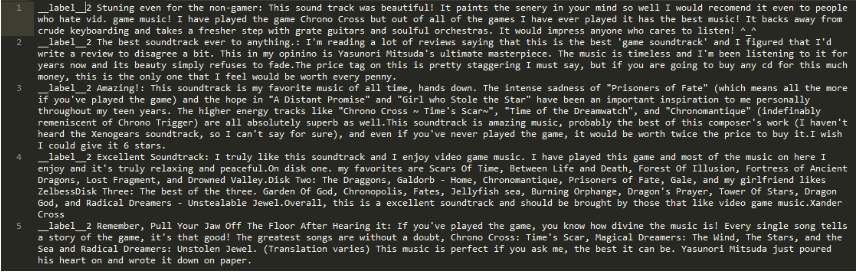 1 __label__2 Stuning even for the non-gamer: This sound track was beautiful! It paints the senery in your mind so well I would recomend it even to people
who hate vid. game music! I have played the game Chrono Cross but out of all of the games I have ever played it has the best music! It backs away from
crude keyboarding and takes a fresher step with grate guitars and soulful orchestras. It would impress anyone who cares to listen! ^_^
2 __label__2 The best soundtrack ever to anything.: I'm reading a lot of reviews saying that this is the best 'game soundtrack' and I figured that I'd
write a review to disagree a bit. This in my opinino is Yasunori Mitsuda's ultimate masterpiece. The music is timeless and I'm been listening to it for
years now and its beauty simply refuses to fade.The price tag on this is pretty staggering I must say, but if you are going to buy any cd for this much
money, this is the only one that I feel would be worth every penny.
3 __label__2 Amazing!: This soundtrack is my favorite music of all time, hands down. The intense sadness of "Prisoners of Fate" (which means all the more
if you've played the game) and the hope in "A Distant Promise" and "Girl who Stole the Star" have been an important inspiration to me personally
throughout my teen years. The higher energy tracks like "Chrono Cross ~ Time's Scar~", "Time of the Dreamwatch", and "Chronomantique" (indefinably
remeniscent of Chrono Trigger) are all absolutely superb as well.This soundtrack is amazing music, probably the best of this composer's work (I haven't
heard the Xenogears soundtrack, so I can't say for sure), and even if you've never played the game, it would be worth twice the price to buy it.I wish
I could give it 6 stars.
4 __label__2 Excellent Soundtrack: I truly like this soundtrack and I enjoy video game music. I have played this game and most of the music on here I
enjoy and it's truly relaxing and peaceful.On disk one. my favorites are Scars Of Time, Between Life and Death, Forest Of Illusion, Fortress of Ancient
Dragons, Lost Fragment, and Drowned Valley.Disk Two: The Draggons, Galdorb - Home, Chronomantique, Prisoners of Fate, Gale, and my girlfriend likes
ZelbessDisk Three: The best of the three. Garden Of God, Chronopolis, Fates, Jellyfish sea, Burning Orphange, Dragon's Prayer, Tower Of Stars, Dragon
God, and Radical Dreamers - Unstealable Jewel.Overall, this is a excellent soundtrack and should be brought by those that like video game music.Xander
Cross
5 __label__2 Remember, Pull Your Jaw Off The Floor After Hearing it: If you've played the game, you know how divine the music is! Every single song tells
a story of the game, it's that good! The greatest songs are without a doubt, Chrono Cross: Time's Scar, Magical Dreamers: The Wind, The Stars, and the
Sea and Radical Dreamers: Unstolen Jewel. (Translation varies) This music is perfect if you ask me, the best it can be. Yasunori Mitsuda just poured
his heart on and wrote it down on paper.